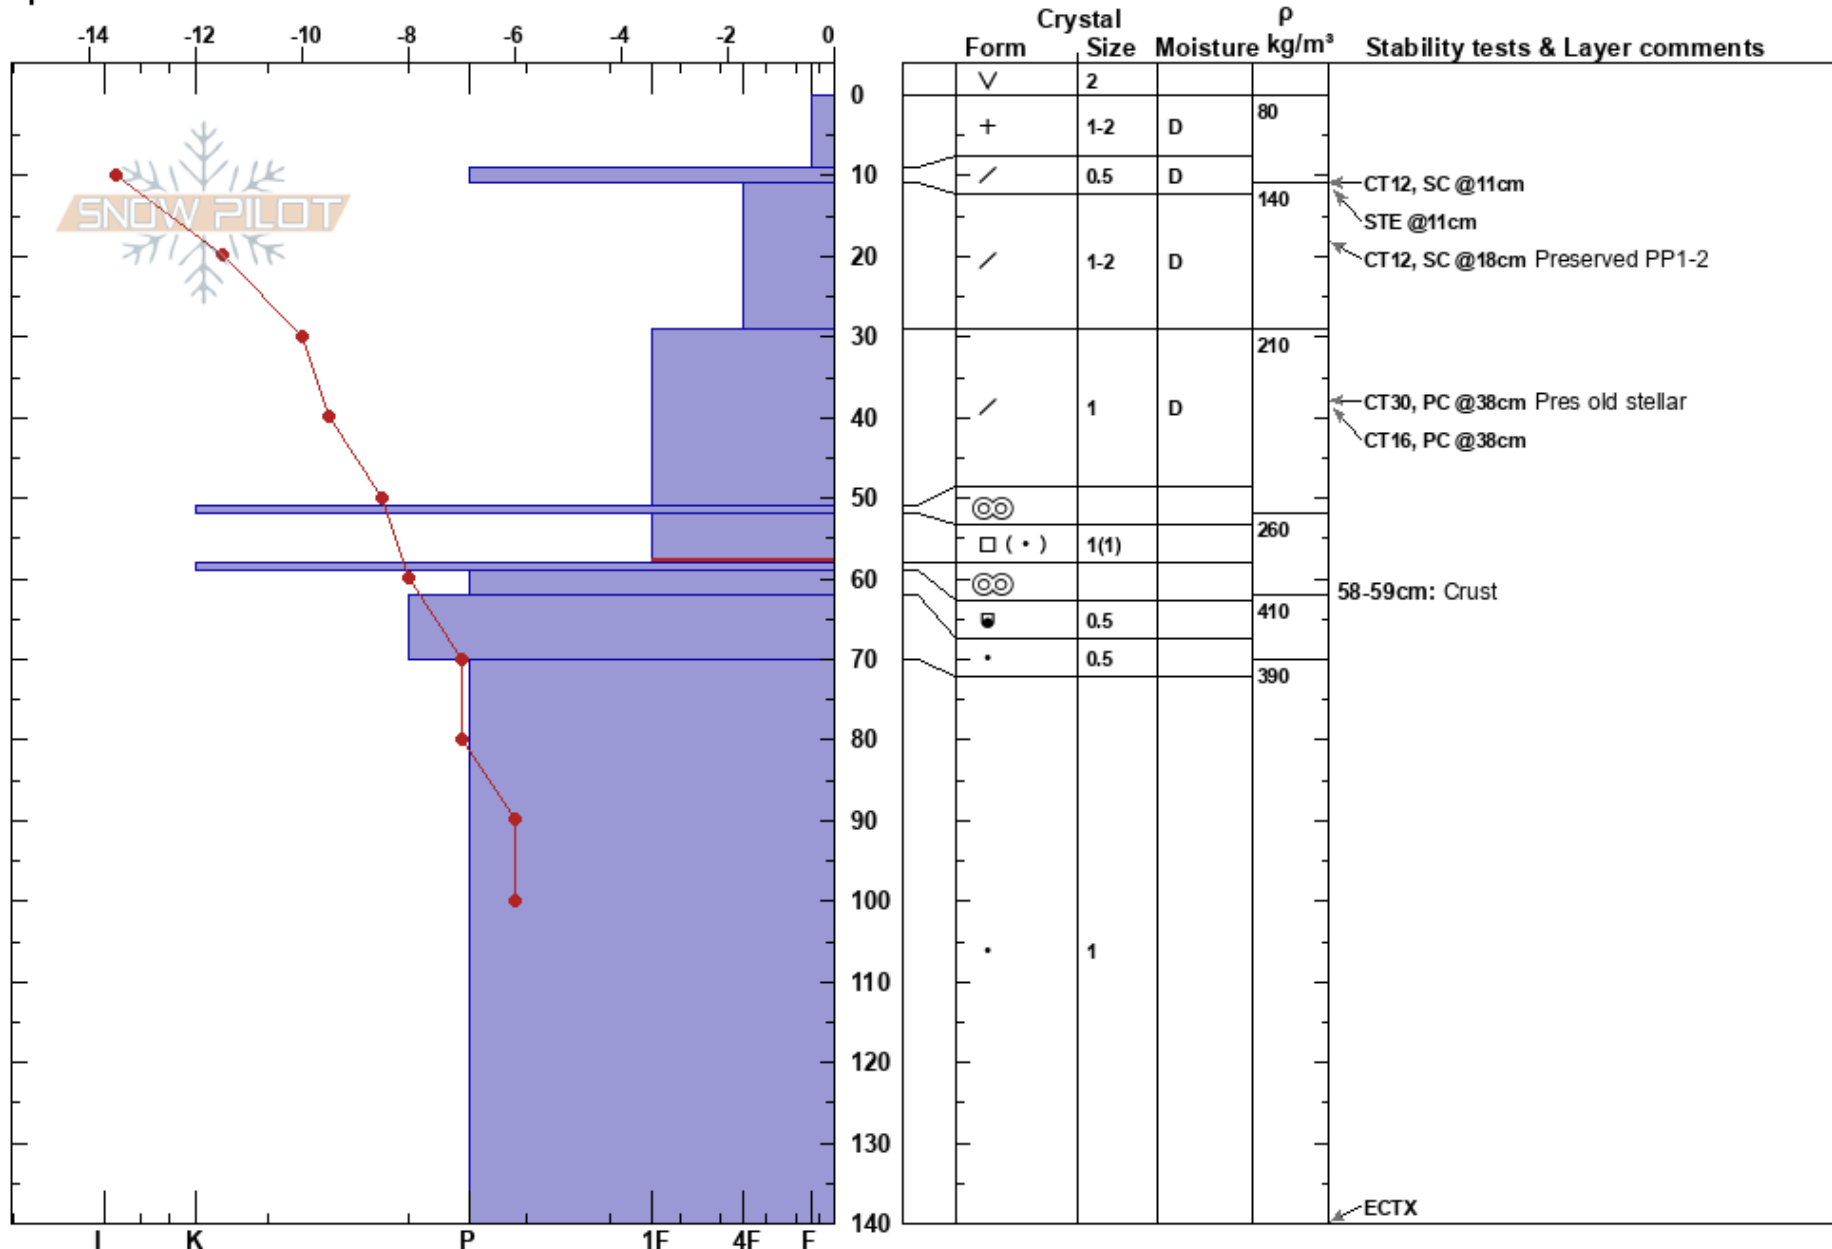 Crystal ρ
-14 -12 -10 -8 -6 -4 -2 0 Form Size Moisture kg/m³ Stability tests & Layer comments
2
0
80
1-2 D
10 0.5 D
CT12, SC @11cm
140
STE @11cm
SNOW PILOT
20 1-2 D CT12, SC @18cm Preserved PP1-2
30
210
CT30, PC @38cm Pres old stellar
40 1 D
CT16, PC @38cm
50
260
1(1)
60
58-59cm: Crust
410
0.5
70 0.5
390
80
90
100
1
110
120
130
ECTX
140
I K P 1F 4F F